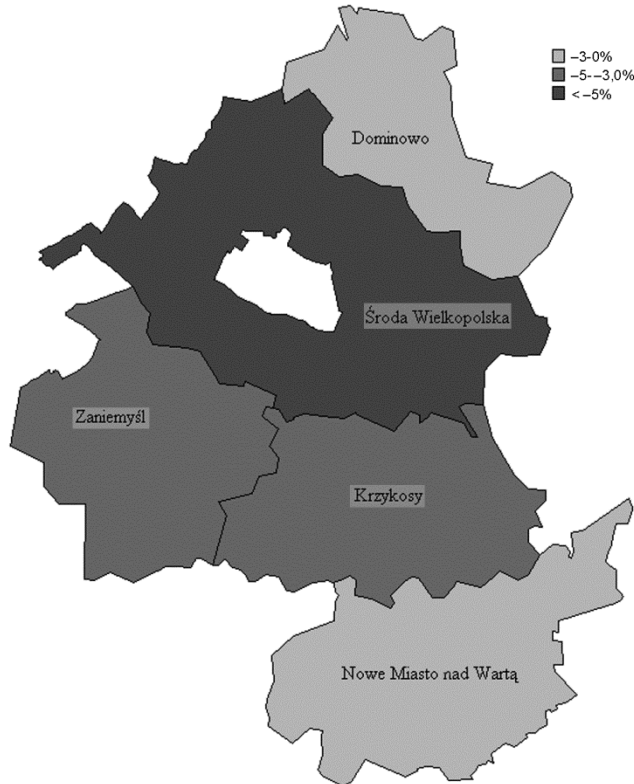 –3-0%
–5-–3,0%
< –5%
Dominowo
Środa Wielkopolska
Zaniemyśl
Krzykosy
Nowe Miasto nad Wartą